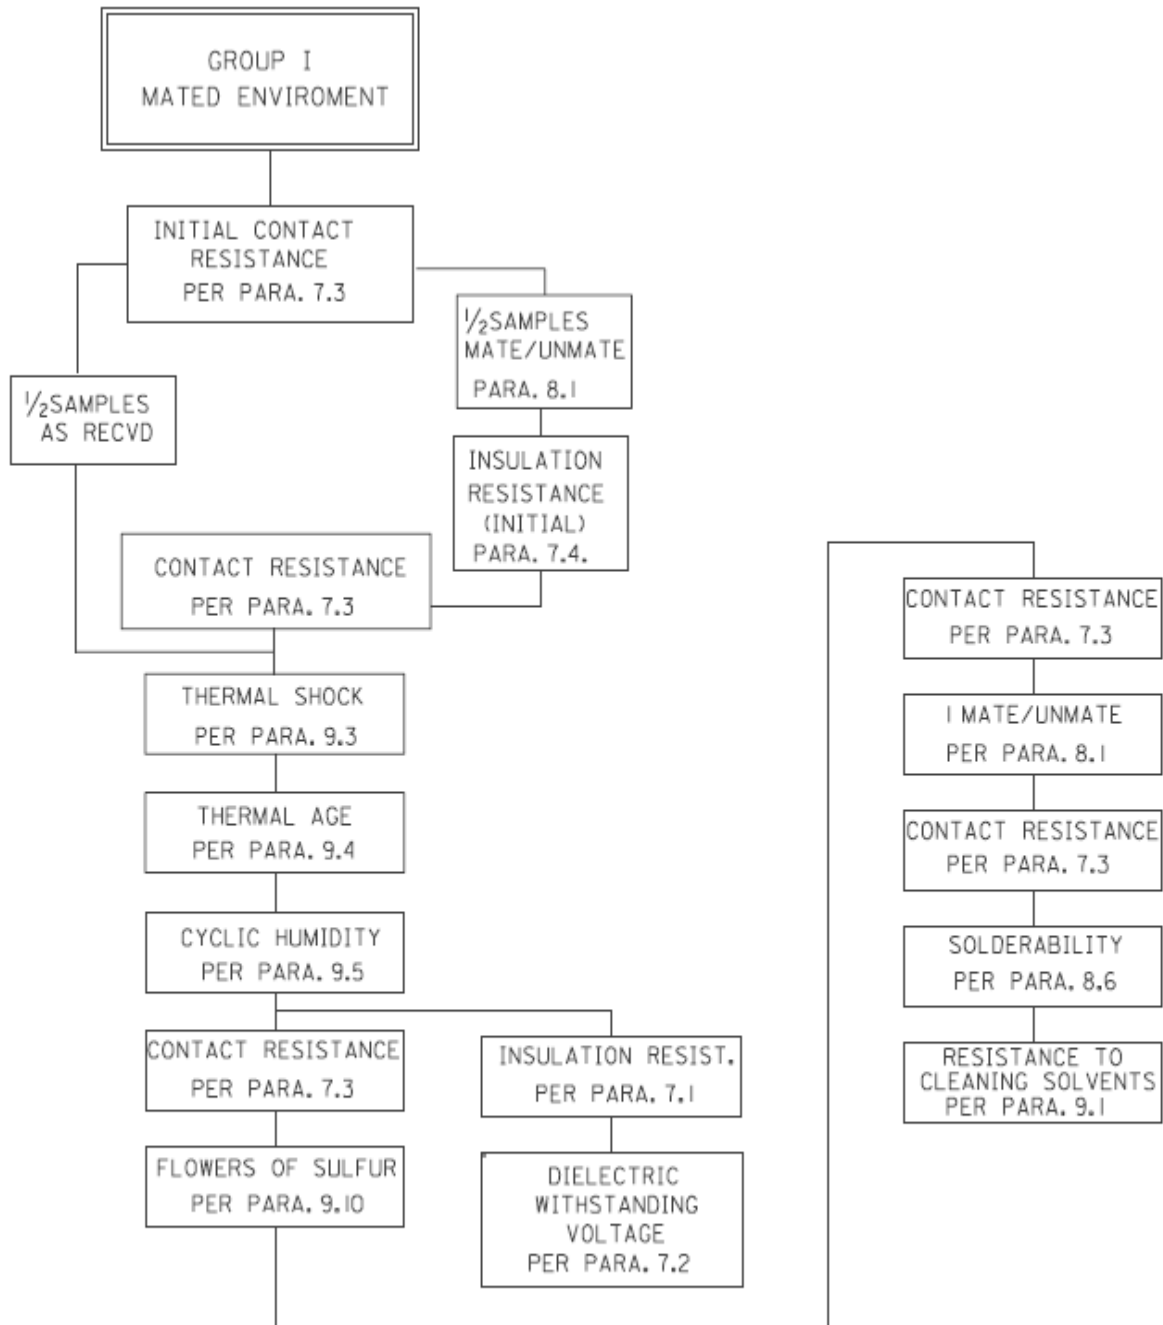 GROUP I
MATED ENVIROMENT
INITIAL CONTACT
RESISTANCE
PER PARA. 7.3
1/2 SAMPLES
MATE/UNMATE
PARA. 8.1
1/2 SAMPLES
AS RECVD
INSULATION
RESISTANCE
(INITIAL)
PARA. 7.4.
CONTACT RESISTANCE
PER PARA. 7.3
THERMAL SHOCK
PER PARA. 9.3
THERMAL AGE
PER PARA. 9.4
CYCLIC HUMIDITY
PER PARA. 9.5
CONTACT RESISTANCE
PER PARA. 7.3
INSULATION RESIST.
PER PARA. 7.1
FLOWERS OF SULFUR
PER PARA. 9.10
DIELECTRIC
WITHSTANDING
VOLTAGE
PER PARA. 7.2
CONTACT RESISTANCE
PER PARA. 7.3
1 MATE/UNMATE
PER PARA. 8.1
CONTACT RESISTANCE
PER PARA. 7.3
SOLDERABILITY
PER PARA. 8.6
RESISTANCE TO
CLEANING SOLVENTS
PER PARA. 9.1